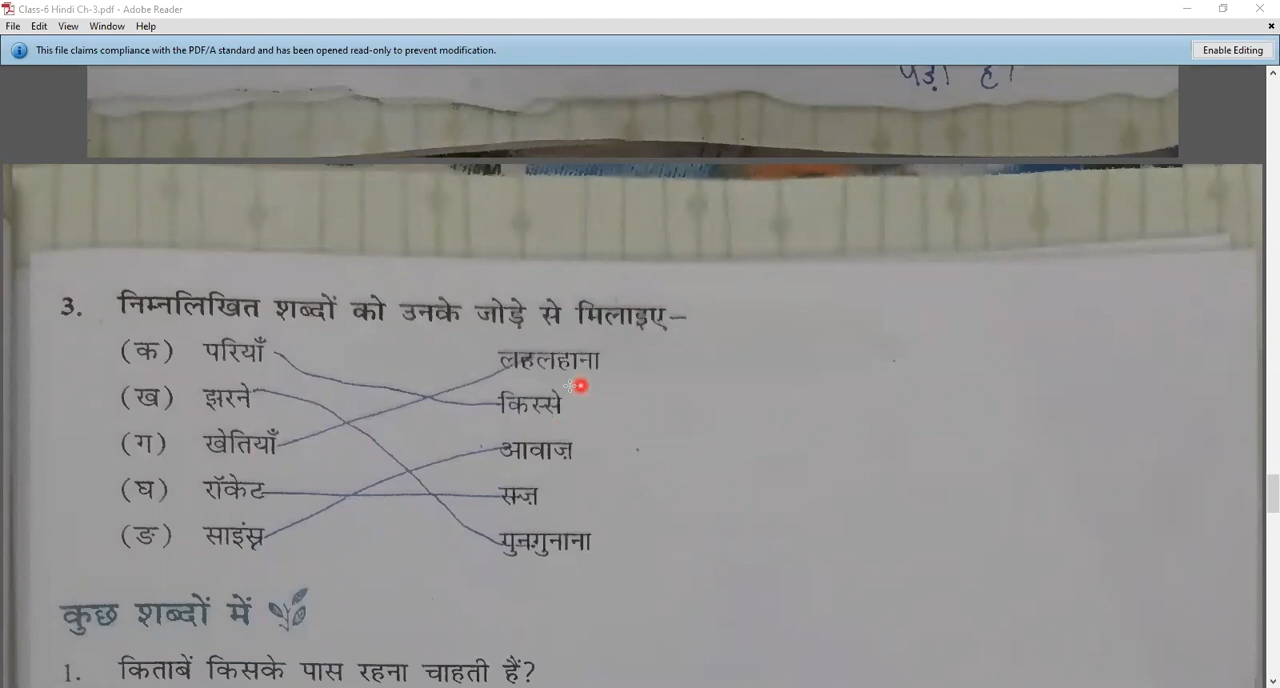 Class-6 Hindi Ch-3.pdf - Adobe Reader
File Edit View Window Help
This file claims compliance with the PDF/A standard and has been opened read-only to prevent modification.
Enable Editing
पड़ा है।
3. निम्नलिखित शब्दों को उनके जोड़े से मिलाइए–
(क) परियाँ लहलहाना
(ख) झरने किस्से
(ग) खेतियाँ आवाज़
(घ) रॉकेट राज़
(ङ) साइंस गुनगुनाना
कुछ शब्दों में
1. किताबें किसके पास रहना चाहती हैं?